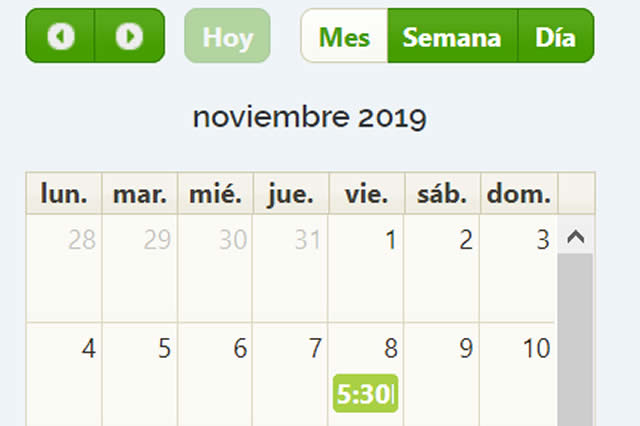 Hoy Mes Semana Día
noviembre 2019
lun. mar. mié. jue. vie. sáb. dom.
28 29 30 31 1 2 3
4 5 6 7 8 9 10
5:30